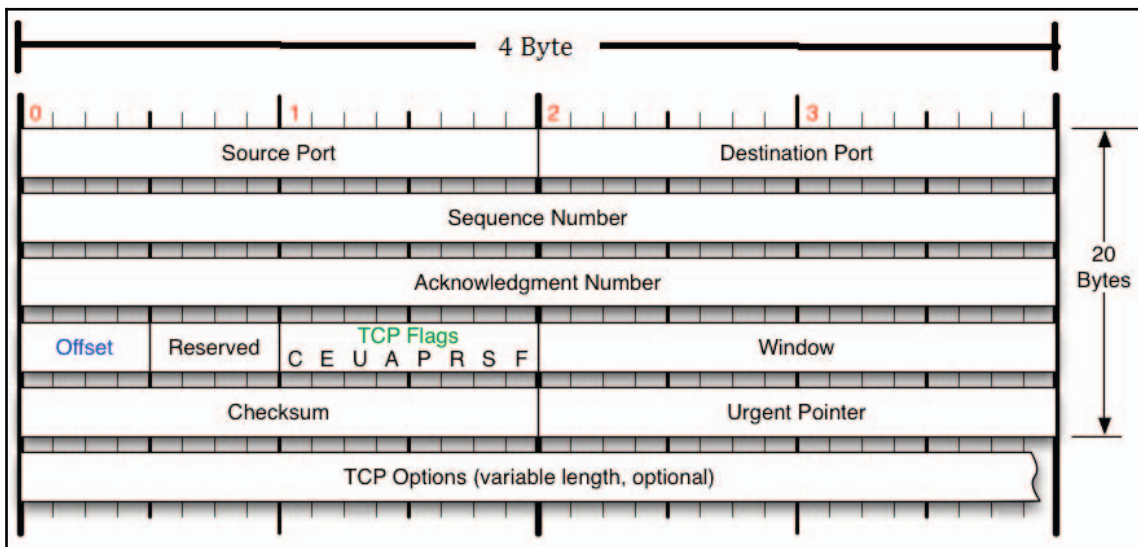 4 Byte
0 1 2 3
Source Port Destination Port
Sequence Number
Acknowledgment Number
20
Bytes
Offset Reserved TCP Flags Window
C E U A P R S F
Checksum Urgent Pointer
TCP Options (variable length, optional)